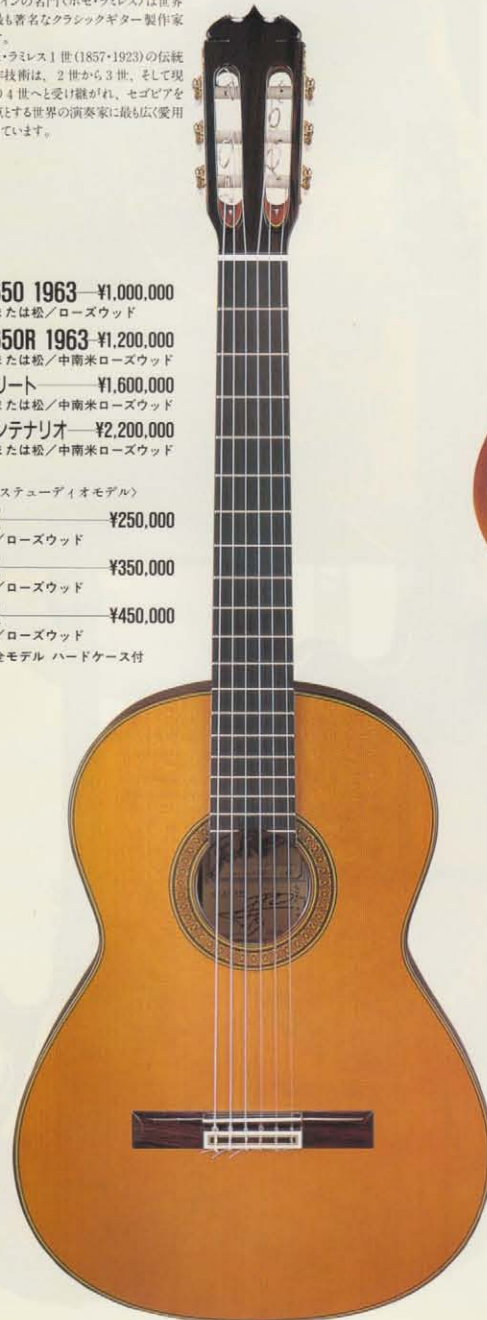 インの名門〈ホセ・ラミレス〉は世界
も著名なクラシックギター製作家
す。
・ラミレス1世(1857・1923)の伝統
技術は、2世から3世、そして現
4世へと受け継がれ、セゴビアを
とする世界の演奏家に最も広く愛用
ています。
650 1963 ¥1,000,000
または松／ローズウッド
650R 1963 ¥1,200,000
または松／中南米ローズウッド
リート ¥1,600,000
または松／中南米ローズウッド
ンテナリオ ¥2,200,000
または松／中南米ローズウッド
ステューディオモデル〉
¥250,000
／ローズウッド
¥350,000
／ローズウッド
¥450,000
／ローズウッド
全モデル ハードケース付